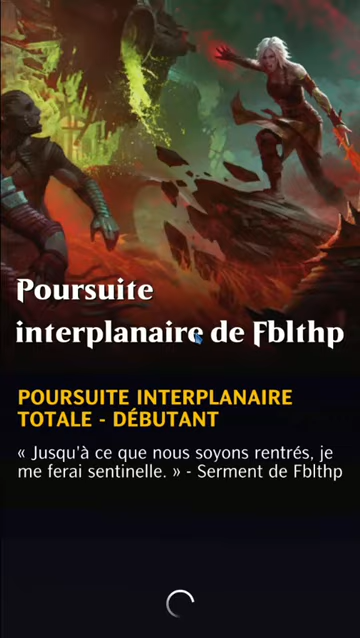 Poursuite
interplanaire de Fblthp
POURSUITE INTERPLANAIRE
TOTALE - DÉBUTANT
« Jusqu'à ce que nous soyons rentrés, je
me ferai sentinelle. » - Serment de Fblthp